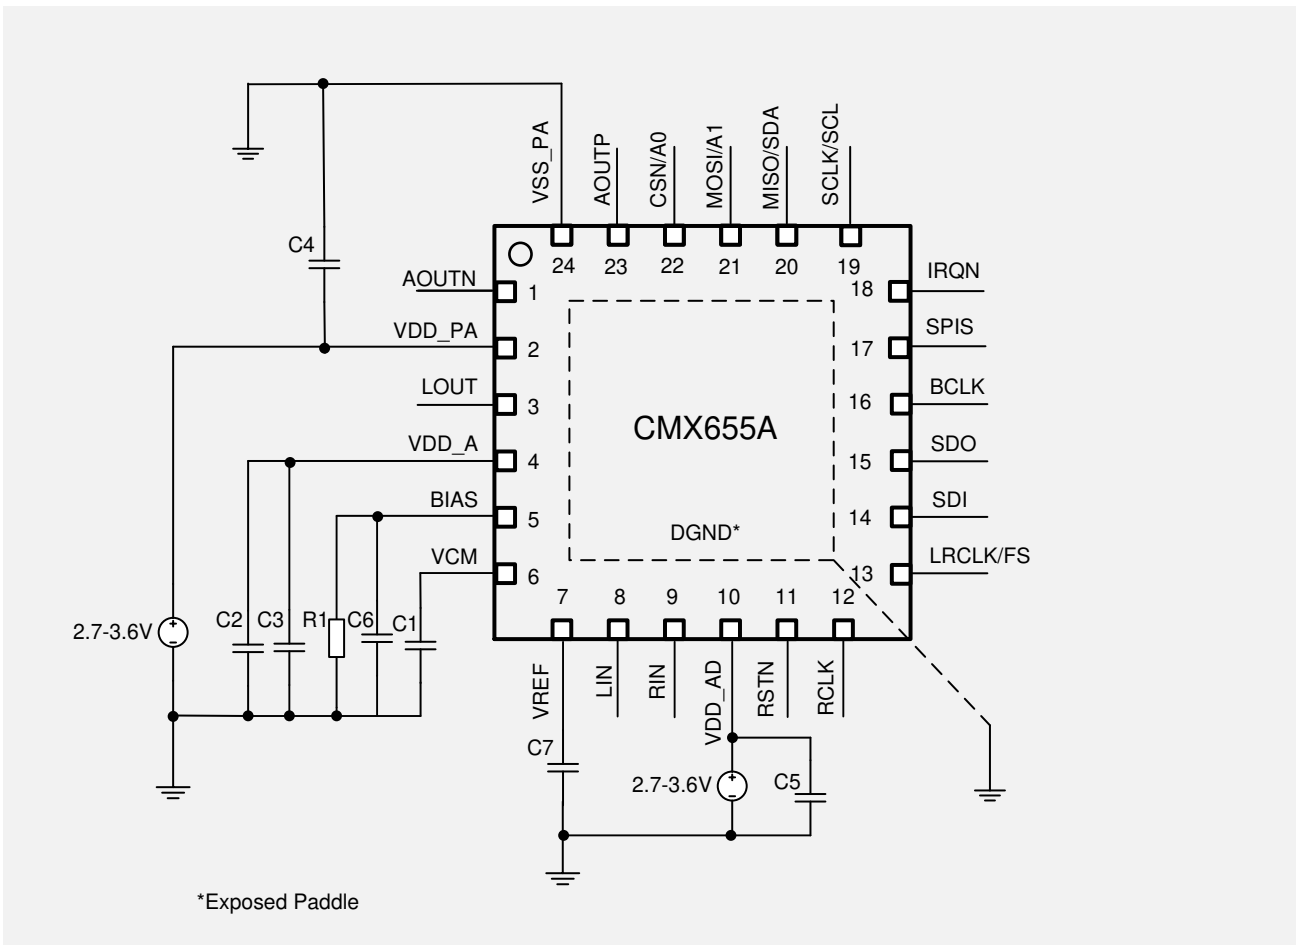 VSS_PA
AOUTP
CSN/A0
MOSI/A1
MISO/SDA
SCLK/SCL
C4
24
23
22
21
20
19
AOUTN
1
18
IRQN
VDD_PA
2
17
SPIS
LOUT
3
16
BCLK
CMX655A
VDD_A
4
15
SDO
BIAS
5
14
SDI
DGND*
VCM
6
13
LRCLK/FS
7
8
9
10
11
12
2.7-3.6V
C2
C3
R1
C6
C1
VREF
LIN
RIN
VDD_AD
RSTN
RCLK
C7
2.7-3.6V
C5
*Exposed Paddle